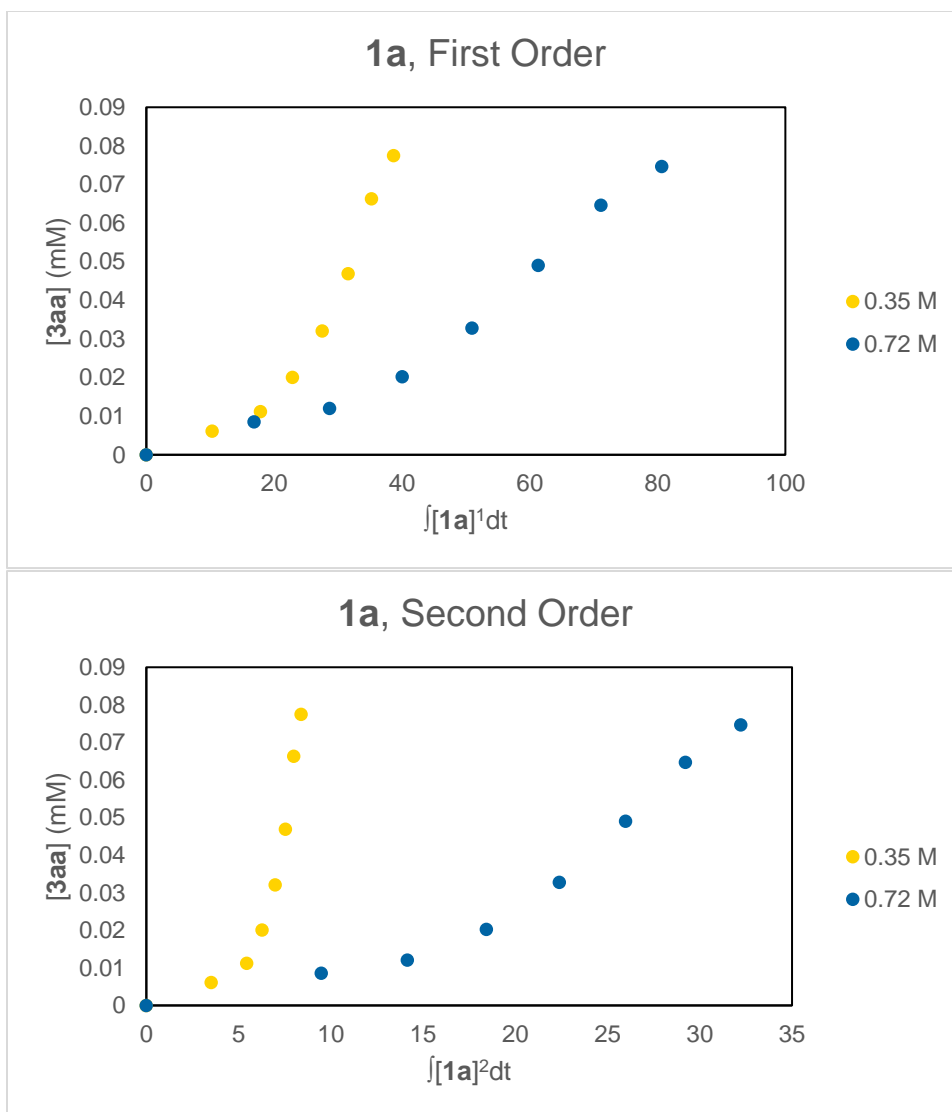 1a, First Order
0.09
0.08
0.07
0.06
0.05
0.04
0.03
0.02
0.01
0
[3aa] (mM)
0 20 40 60 80 100
∫[1a]¹dt
0.35 M
0.72 M
1a, Second Order
0.09
0.08
0.07
0.06
0.05
0.04
0.03
0.02
0.01
0
[3aa] (mM)
0 5 10 15 20 25 30 35
∫[1a]²dt
0.35 M
0.72 M